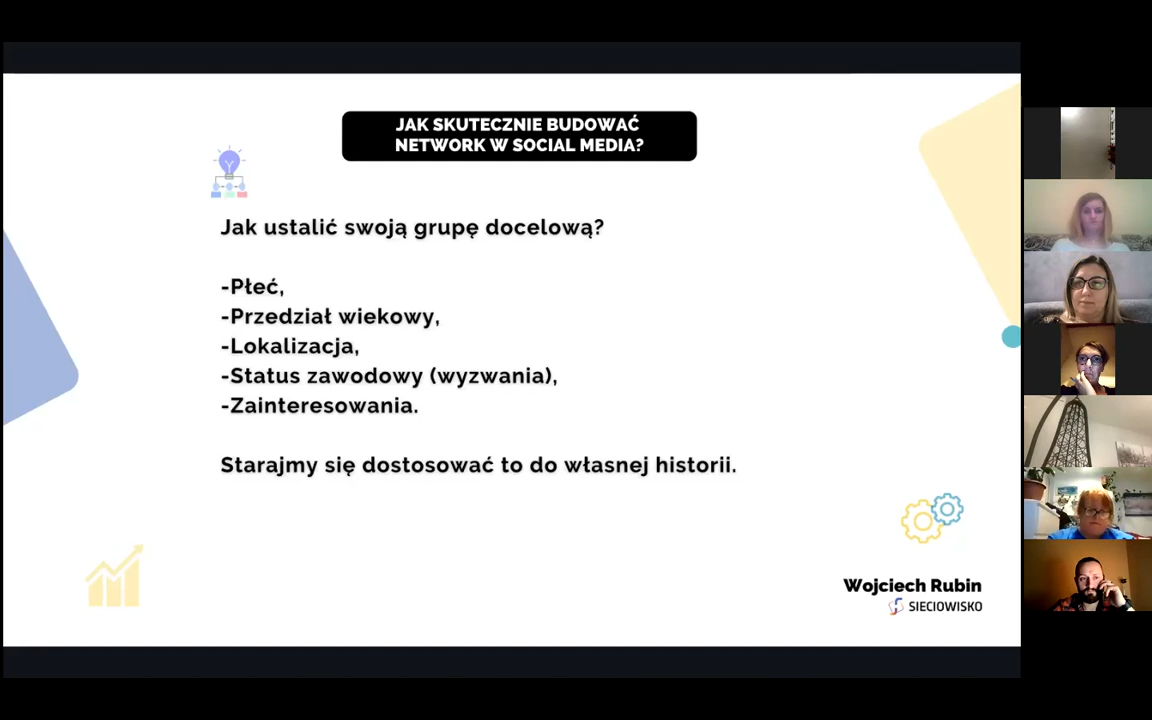 JAK SKUTECZNIE BUDOWAĆ
NETWORK W SOCIAL MEDIA?
Jak ustalić swoją grupę docelową?
-Płeć,
-Przedział wiekowy,
-Lokalizacja,
-Status zawodowy (wyzwania),
-Zainteresowania.
Starajmy się dostosować to do własnej historii.
Wojciech Rubin
SIECIOWISKO